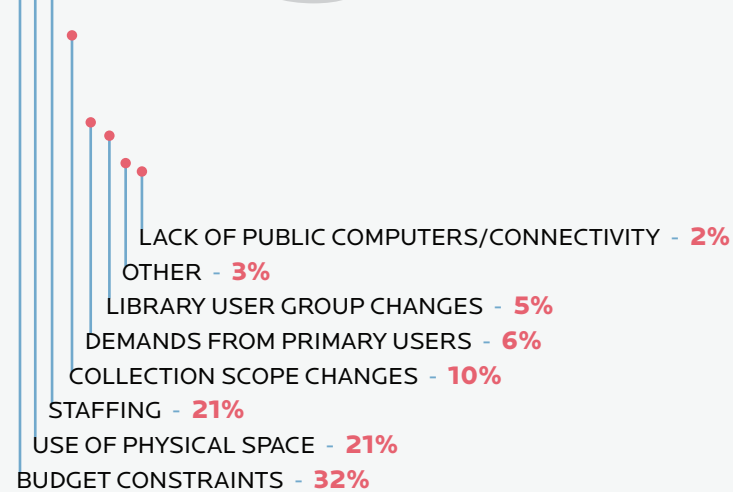 LACK OF PUBLIC COMPUTERS/CONNECTIVITY - 2%
OTHER - 3%
LIBRARY USER GROUP CHANGES - 5%
DEMANDS FROM PRIMARY USERS - 6%
COLLECTION SCOPE CHANGES - 10%
STAFFING - 21%
USE OF PHYSICAL SPACE - 21%
BUDGET CONSTRAINTS - 32%